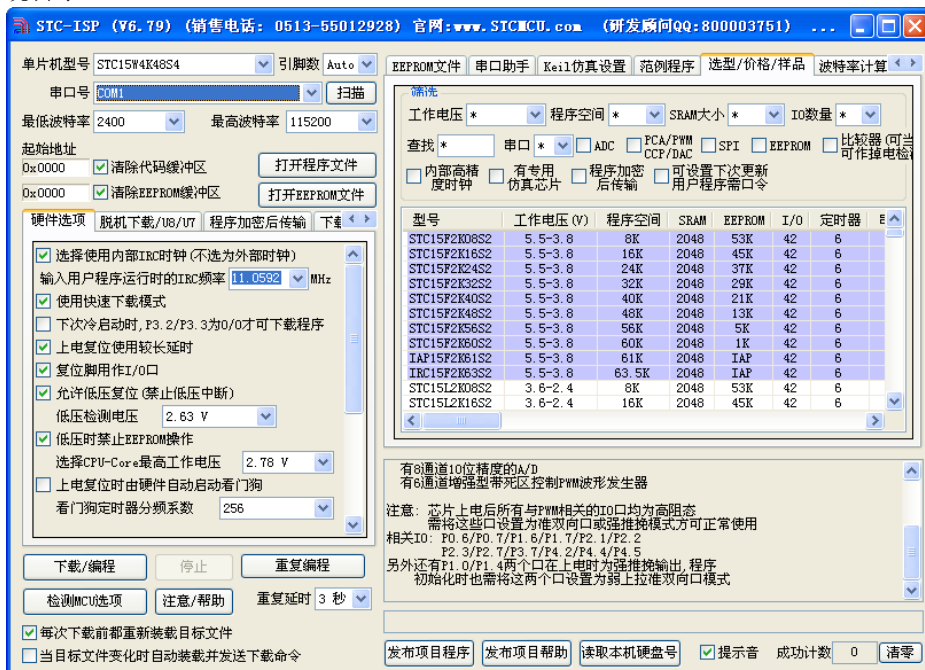 STC-ISP (V6.79) (销售电话: 0513-55012928) 官网:www.STCMCU.com (研发顾问QQ:800003751) ...
单片机型号 STC15W4K48S4 引脚数 Auto
串口号 COM1 扫描
最低波特率 2400 最高波特率 115200
起始地址
0x0000 清除代码缓冲区 打开程序文件
0x0000 清除EEPROM缓冲区 打开EEPROM文件
硬件选项 脱机下载/U8/U7 程序加密后传输 下载
选择使用内部IRC时钟(不选为外部时钟)
输入用户程序运行时的IRC频率 11.0592 MHz
使用快速下载模式
下次冷启动时,P3.2/P3.3为0/0才可下载程序
上电复位使用较长延时
复位脚用作I/O口
允许低压复位(禁止低压中断)
低压检测电压 2.63 V
低压时禁止EEPROM操作
选择CPU-Core最高工作电压 2.78 V
上电复位时由硬件自动启动看门狗
看门狗定时器分频系数 256
下载/编程 停止 重复编程
检测MCU选项 注意/帮助 重复延时 3 秒
每次下载前都重新装载目标文件
当目标文件变化时自动装载并发送下载命令
EEPROM文件 串口助手 Keil仿真设置 范例程序 选型/价格/样品 波特率计算
筛选
工作电压 * 程序空间 * SRAM大小 * IO数量 *
查找 * 串口 * ADC PCA/PWM CCP/DAC SPI EEPROM 比较器(可当可作掉电检
内部高精度时钟 有专用仿真芯片 程序加密后传输 可设置下次更新用户程序需口令
型号 工作电压(V) 程序空间 SRAM EEPROM I/O 定时器
STC15F2K08S2 5.5-3.8 8K 2048 53K 42 6
STC15F2K16S2 5.5-3.8 16K 2048 45K 42 6
STC15F2K24S2 5.5-3.8 24K 2048 37K 42 6
STC15F2K32S2 5.5-3.8 32K 2048 29K 42 6
STC15F2K40S2 5.5-3.8 40K 2048 21K 42 6
STC15F2K48S2 5.5-3.8 48K 2048 13K 42 6
STC15F2K56S2 5.5-3.8 56K 2048 5K 42 6
STC15F2K60S2 5.5-3.8 60K 2048 1K 42 6
IAP15F2K61S2 5.5-3.8 61K 2048 IAP 42 6
IRC15F2K63S2 5.5-3.8 63.5K 2048 IAP 42 6
STC15L2K08S2 3.6-2.4 8K 2048 53K 42 6
STC15L2K16S2 3.6-2.4 16K 2048 45K 42 6
有8通道10位精度的A/D
有6通道增强型带死区控制PWM波形发生器
注意: 芯片上电后所有与PWM相关的IO口均为高阻态
需将这些口设置为准双向口或强推挽模式方可正常使用
相关IO: P0.6/P0.7/P1.6/P1.7/P2.1/P2.2
P2.3/P2.7/P3.7/P4.2/P4.4/P4.5
另外还有P1.0/P1.4两个口在上电时为强推挽输出,程序
初始化时也需将这两个口设置为弱上拉准双向口模式
发布项目程序 发布项目帮助 读取本机硬盘号 提示音 成功计数 0 清零